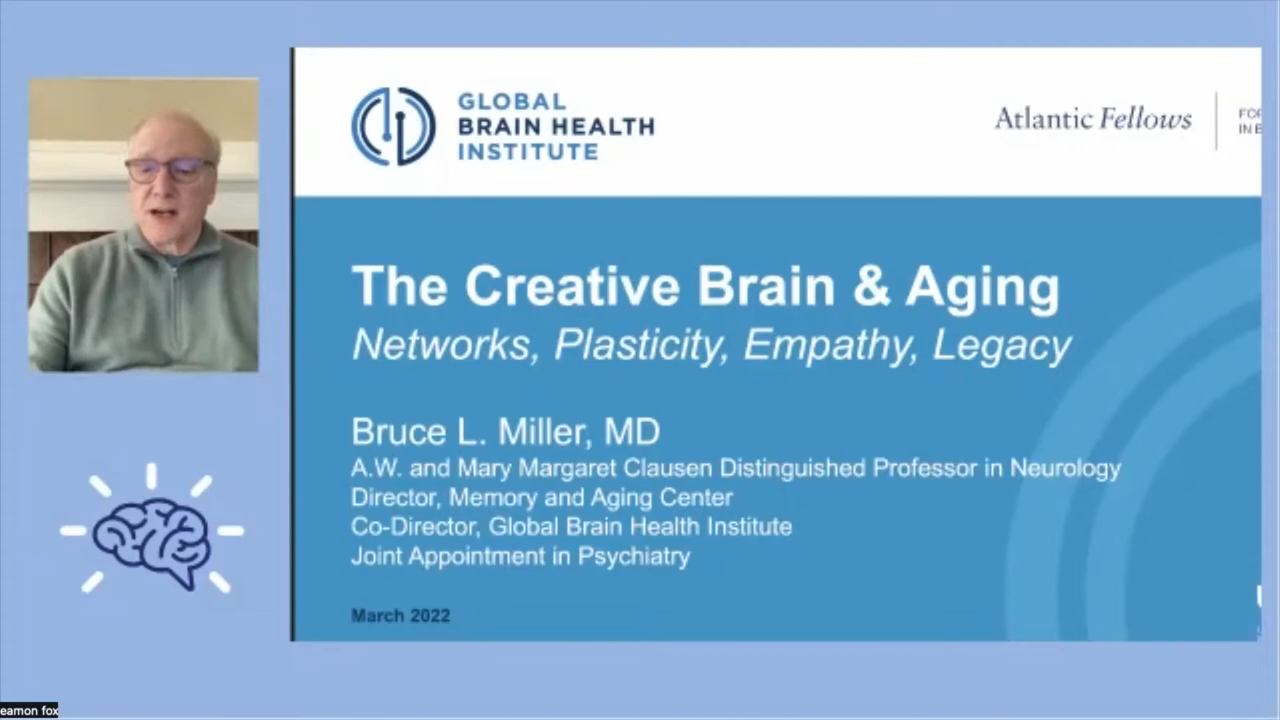 GLOBAL
BRAIN HEALTH
INSTITUTE
Atlantic Fellows
The Creative Brain & Aging
Networks, Plasticity, Empathy, Legacy
Bruce L. Miller, MD
A.W. and Mary Margaret Clausen Distinguished Professor in Neurology
Director, Memory and Aging Center
Co-Director, Global Brain Health Institute
Joint Appointment in Psychiatry
March 2022
eamon fox